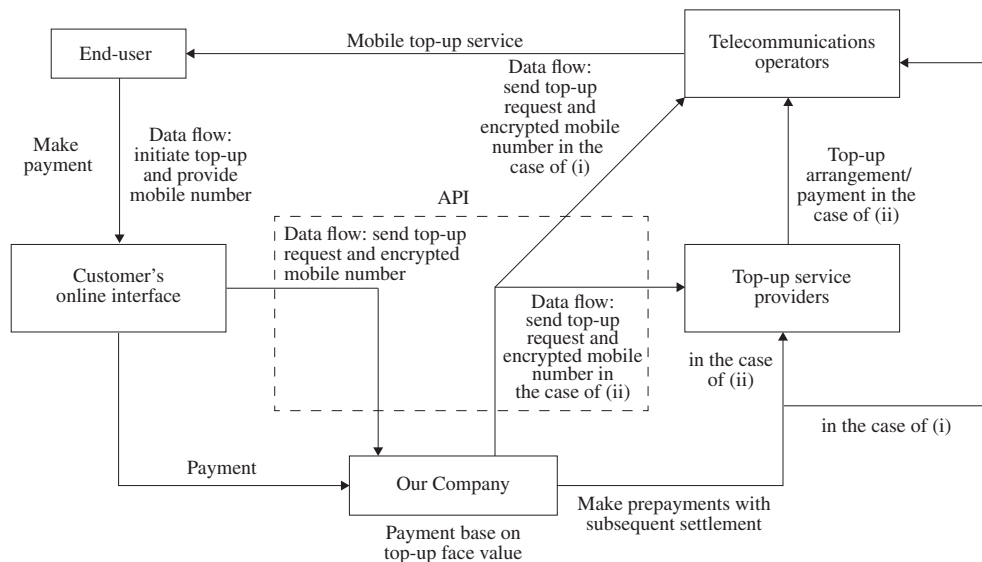 End-user
Mobile top-up service
Telecommunications
operators
Make
payment
Data flow:
initiate top-up
and provide
mobile number
Data flow:
send top-up
request and
encrypted mobile
number in the
case of (i)
Top-up
arrangement/
payment in the
case of (ii)
API
Customer’s
online interface
Data flow: send top-up
request and encrypted
mobile number
Top-up service
providers
Data flow:
send top-up
request and
encrypted mobile
number in
the case of (ii)
in the case
of (ii)
in the case of (i)
Payment
Our Company
Make prepayments with
subsequent settlement
Payment base on
top-up face value